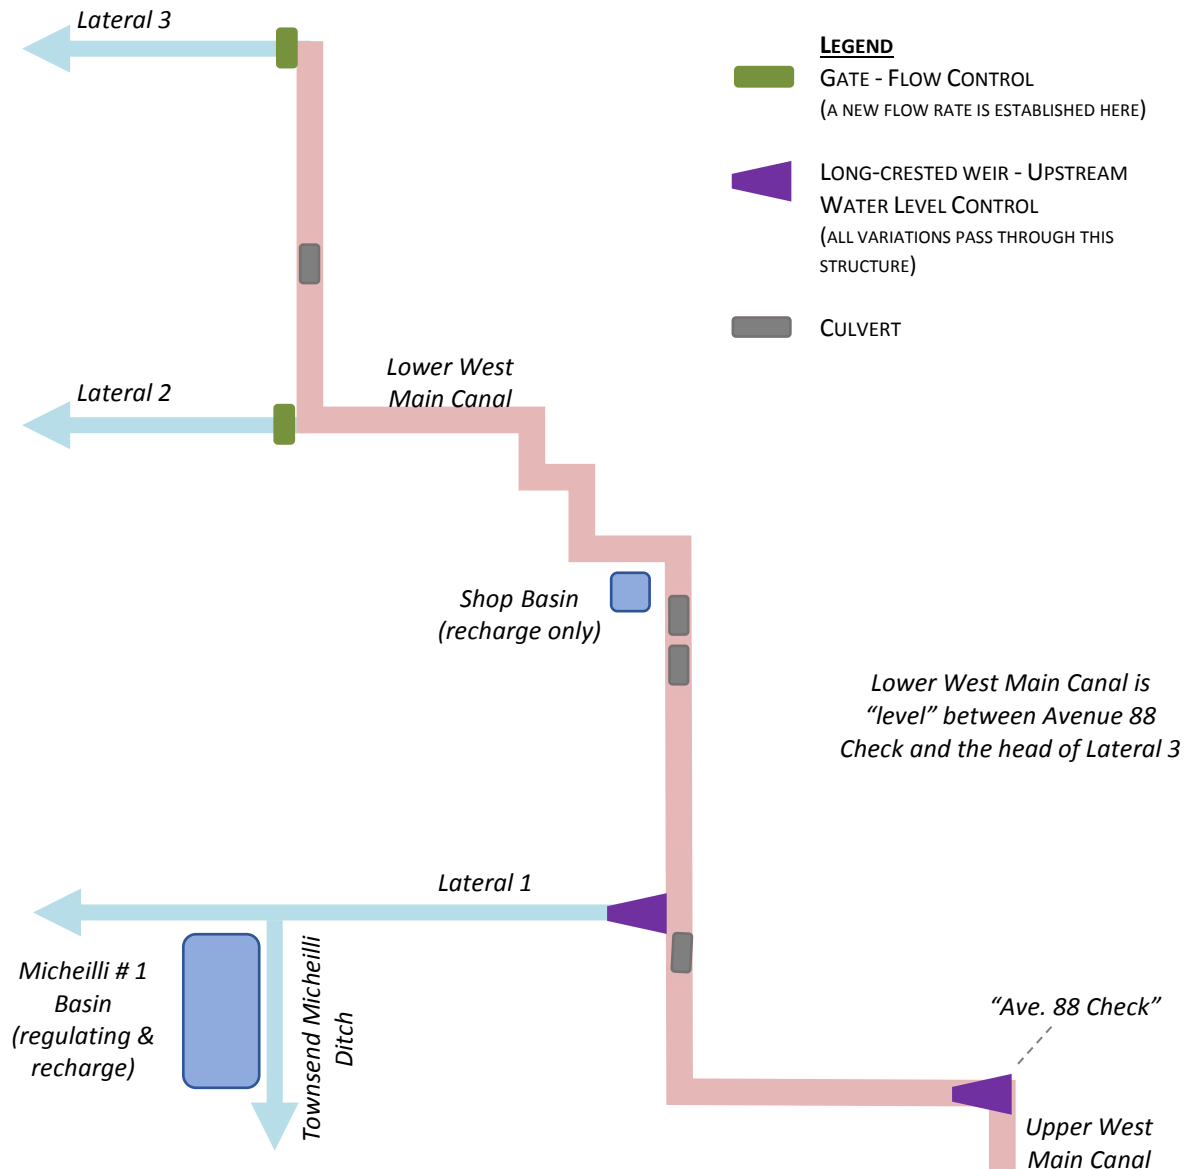 Lateral 3
LEGEND
GATE - FLOW CONTROL
(A NEW FLOW RATE IS ESTABLISHED HERE)
LONG-CRESTED WEIR - UPSTREAM
WATER LEVEL CONTROL
(ALL VARIATIONS PASS THROUGH THIS
STRUCTURE)
CULVERT
Lower West
Main Canal
Lateral 2
Shop Basin
(recharge only)
Lower West Main Canal is
“level” between Avenue 88
Check and the head of Lateral 3
Lateral 1
Micheilli # 1
Basin
(regulating &
recharge)
Townsend Micheilli
Ditch
“Ave. 88 Check”
Upper West
Main Canal